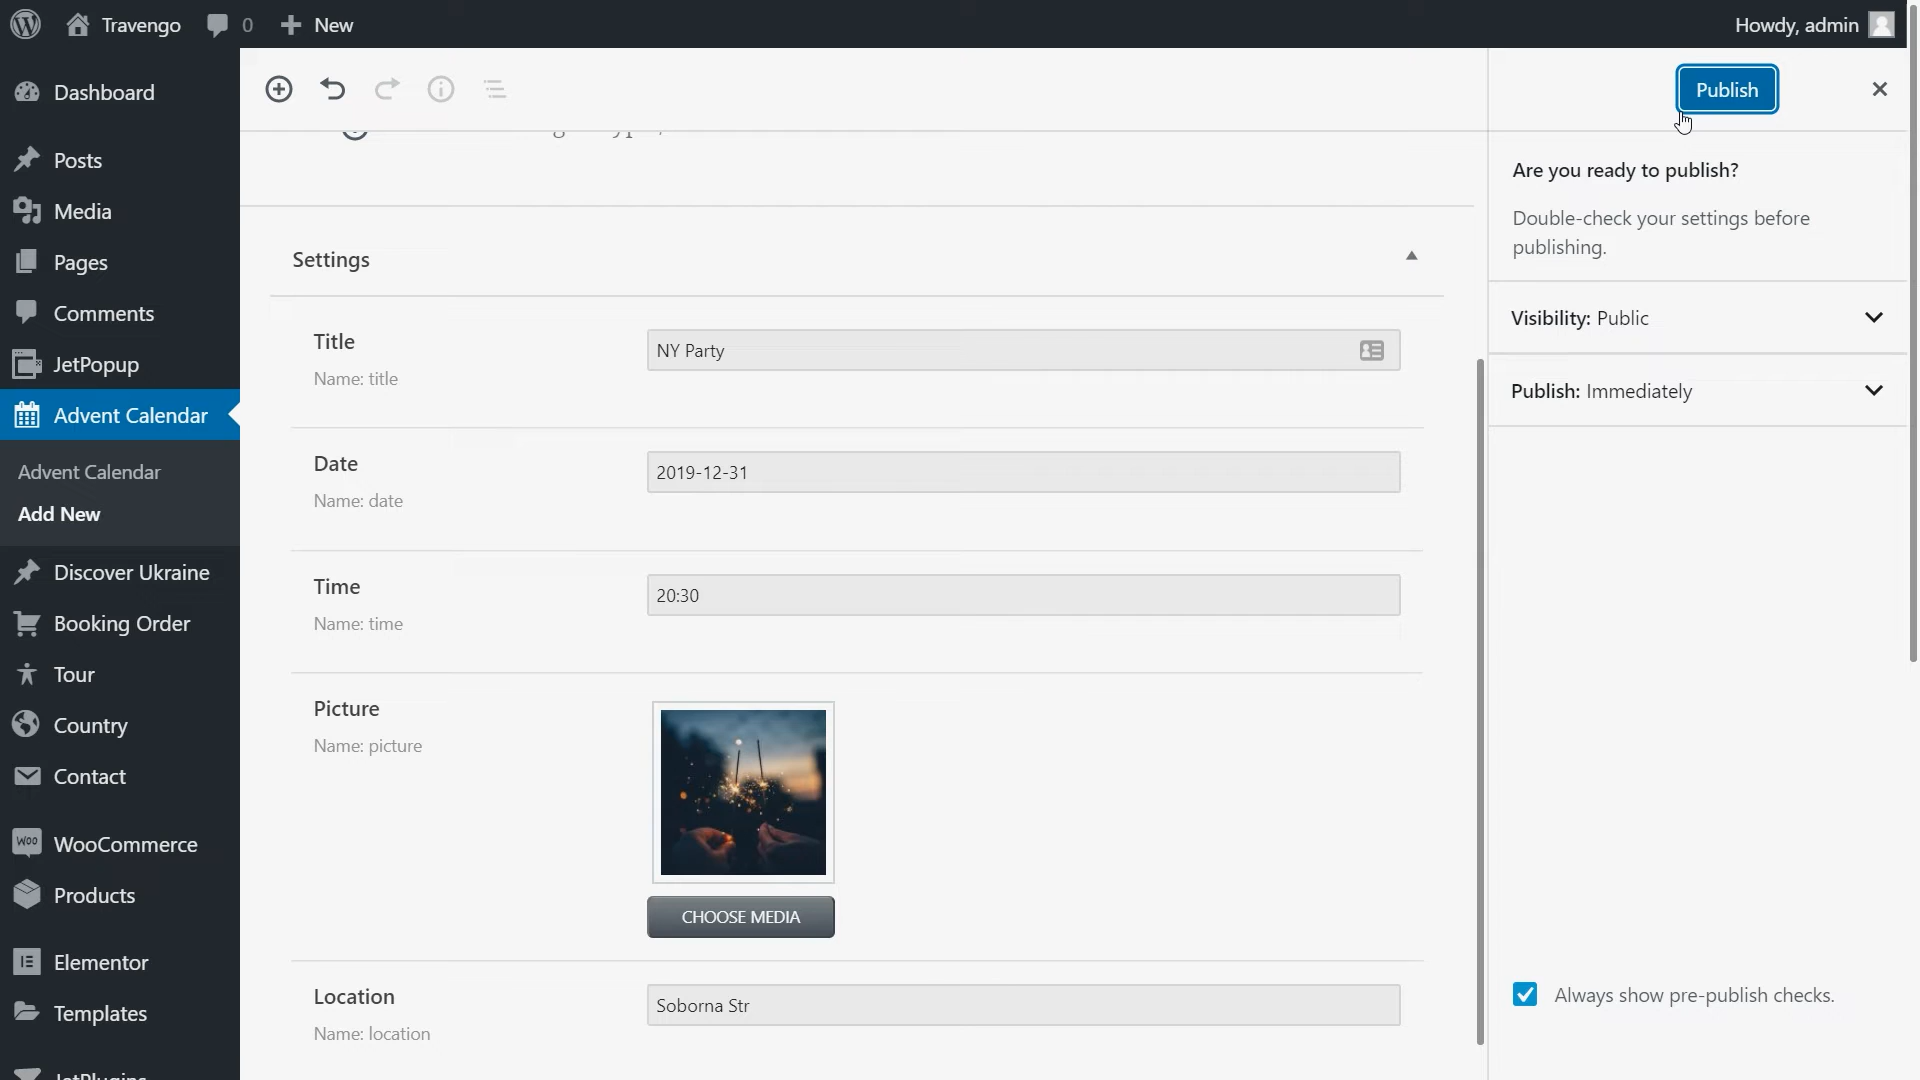 Travengo
0
New
Howdy, admin
Dashboard
Posts
Media
Pages
Comments
JetPopup
Advent Calendar
Advent Calendar
Add New
Discover Ukraine
Booking Order
Tour
Country
Contact
WOO WooCommerce
Products
Elementor
Templates
JetPlugins
Settings
Title
Name: title
NY Party
Date
Name: date
2019-12-31
Time
Name: time
20:30
Picture
Name: picture
CHOOSE MEDIA
Location
Name: location
Soborna Str
Publish
Are you ready to publish?
Double-check your settings before
publishing.
Visibility: Public
Publish: Immediately
Always show pre-publish checks.